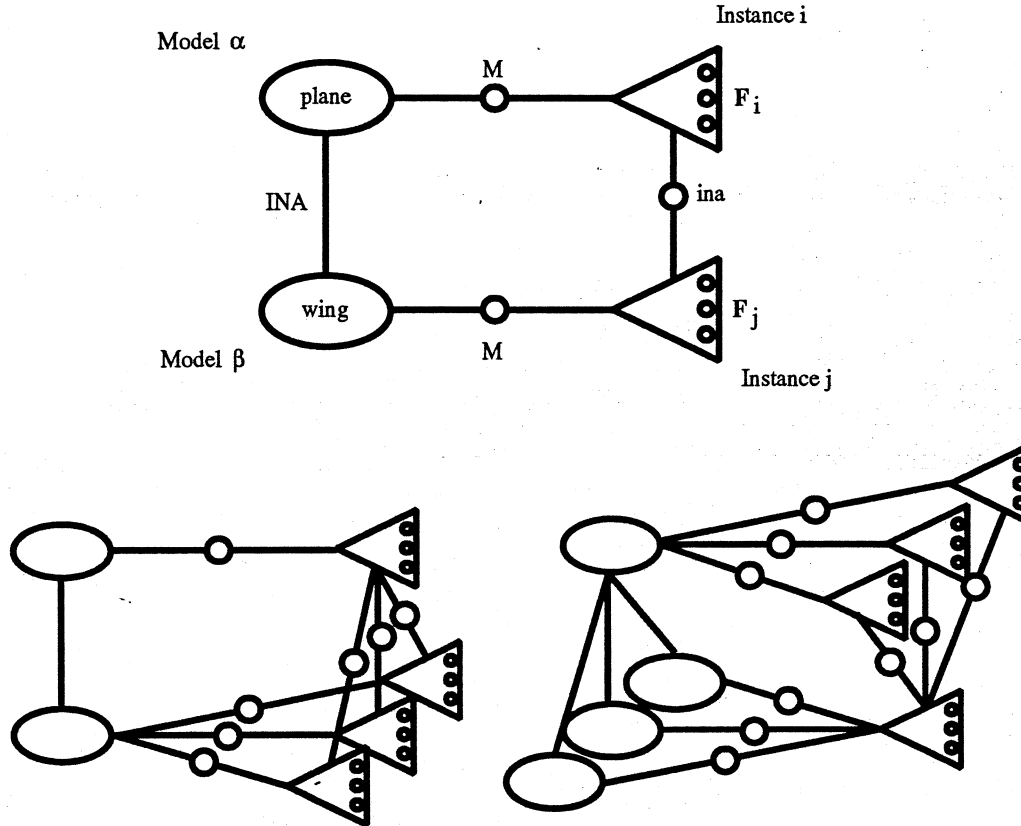 Instance i
Model α
M
plane
F i
INA
ina
wing
F j
M
Model β
Instance j